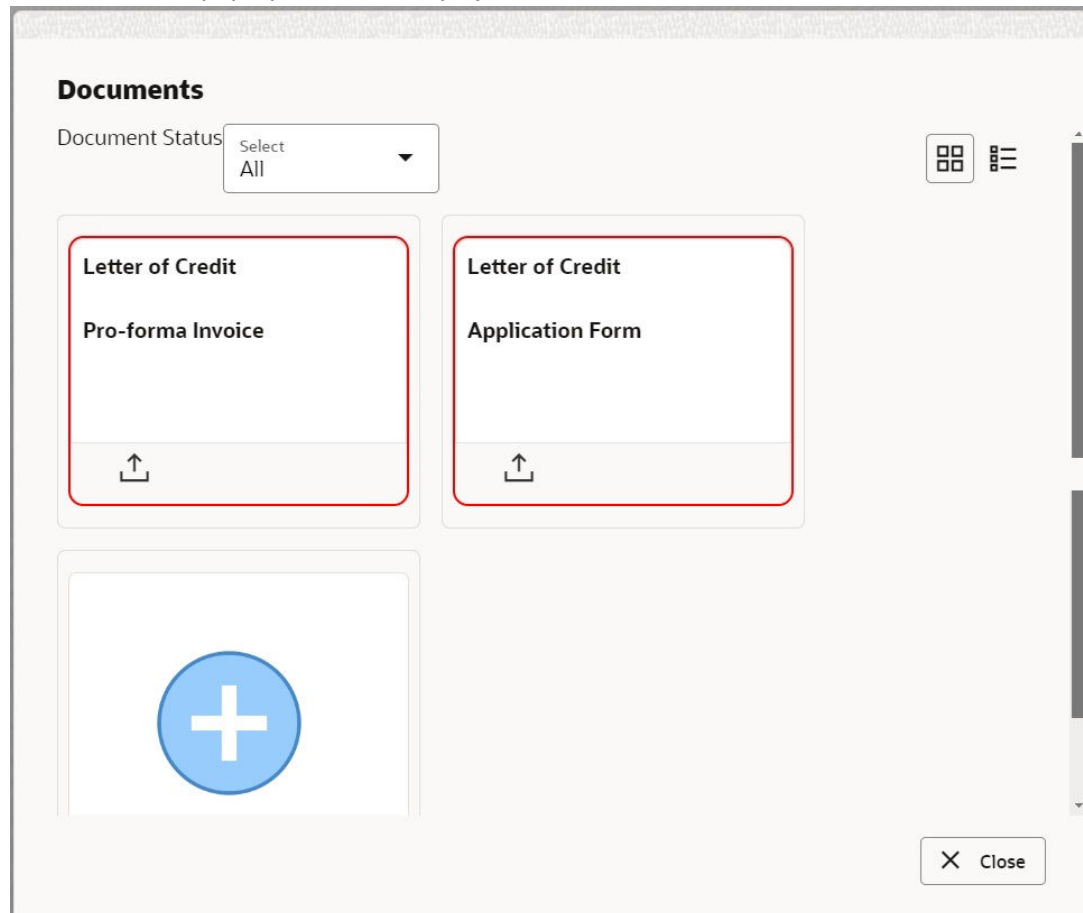 Documents
Document Status
Select
All
Letter of Credit
Pro-forma Invoice
Letter of Credit
Application Form
Close